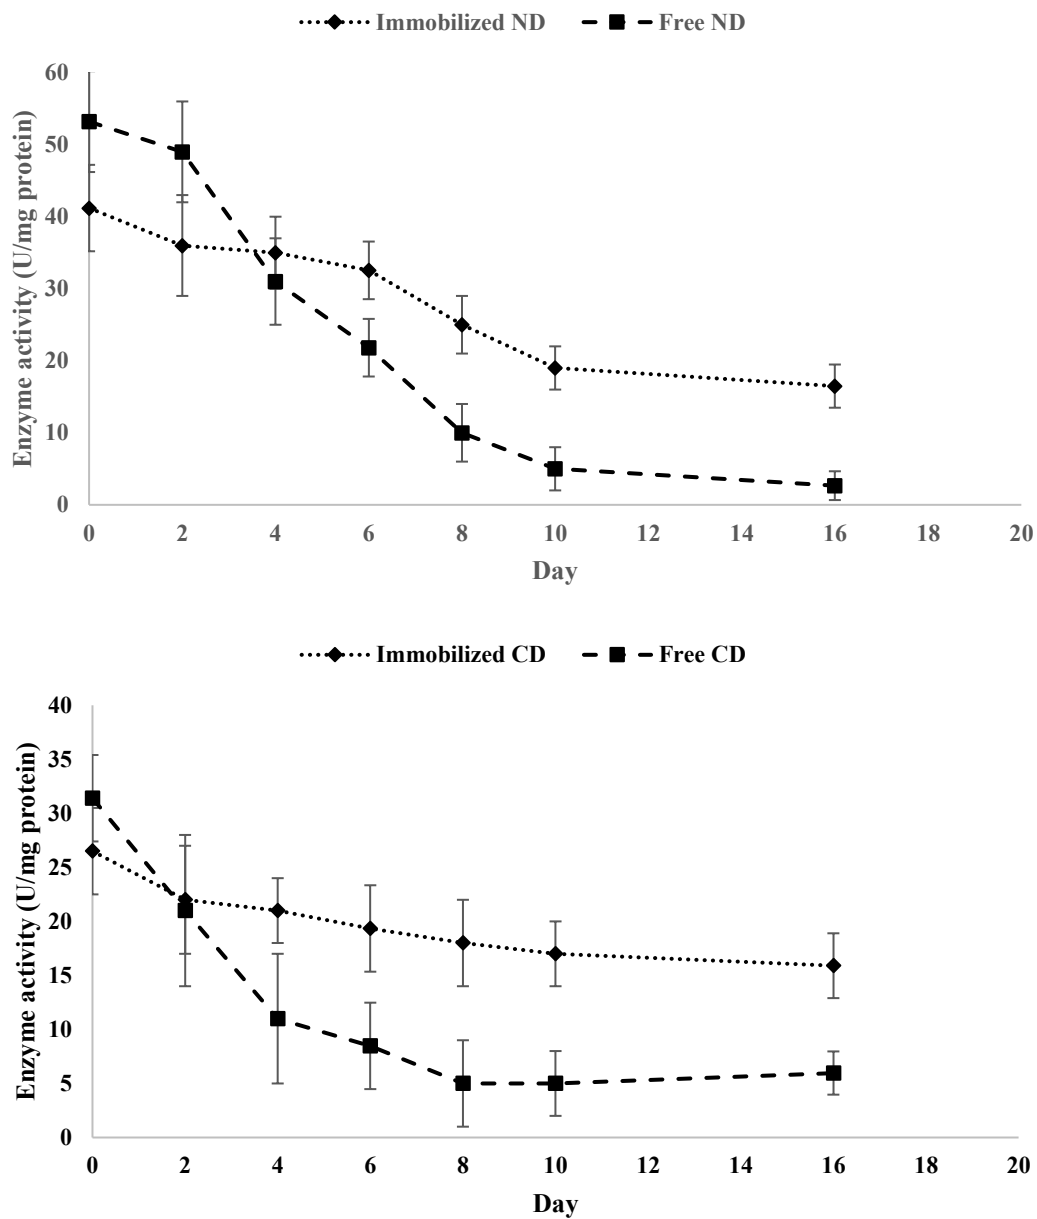 Immobilized ND Free ND
60
50
40
30
20
10
0
Enzyme activity (U/mg protein)
0 2 4 6 8 10 12 14 16 18 20
Day
Immobilized CD Free CD
40
35
30
25
20
15
10
5
0
Enzyme activity (U/mg protein)
0 2 4 6 8 10 12 14 16 18 20
Day